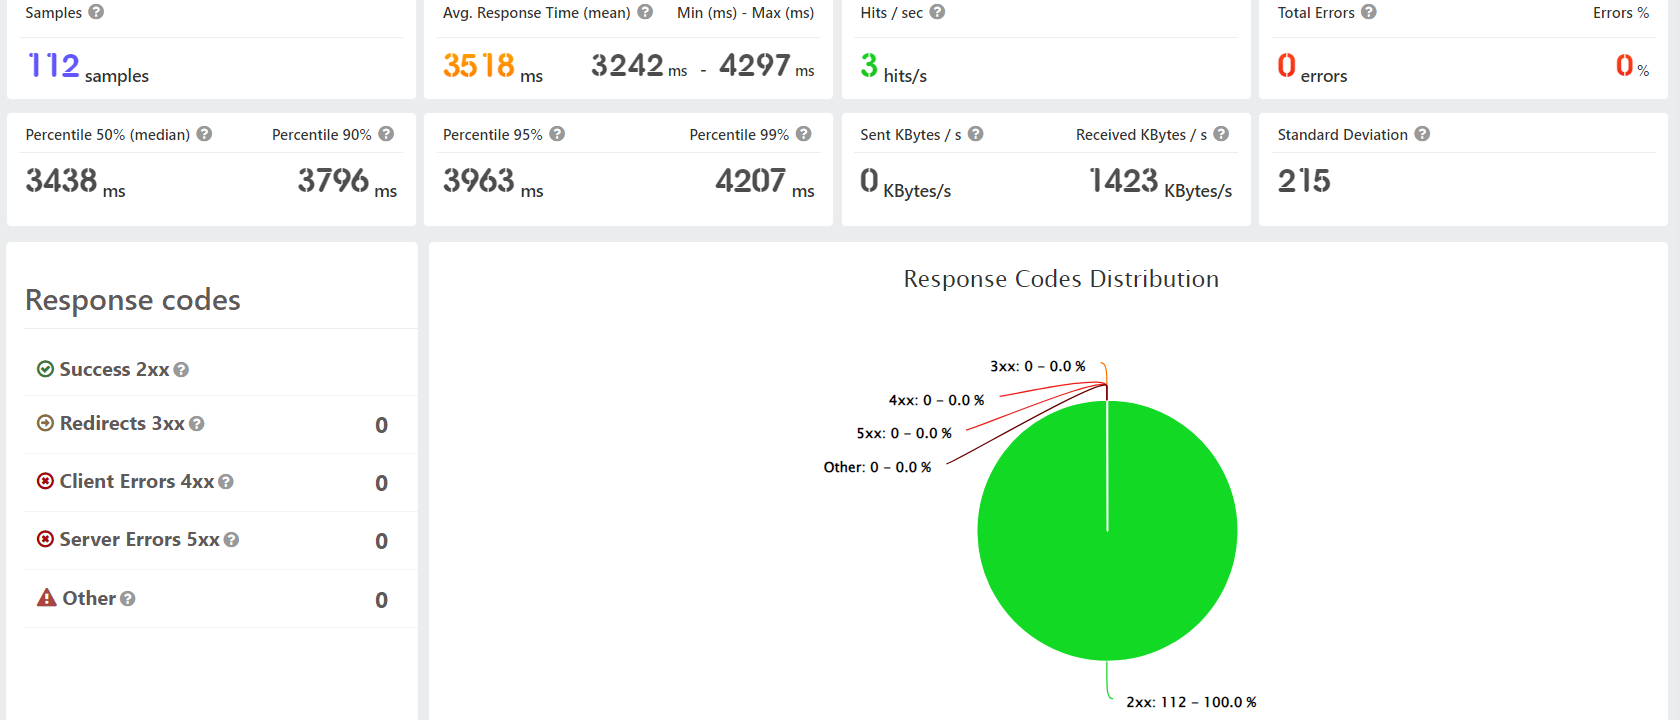 Samples
Avg. Response Time (mean) Min (ms) - Max (ms)
Hits / sec
Total Errors Errors %
112 samples
3518 ms 3242 ms - 4297 ms
3 hits/s
0 errors 0 %
Percentile 50% (median) Percentile 90%
Percentile 95% Percentile 99%
Sent KBytes / s Received KBytes / s
Standard Deviation
3438 ms 3796 ms
3963 ms 4207 ms
0 KBytes/s 1423 KBytes/s
215
Response codes
Success 2xx
Redirects 3xx 0
Client Errors 4xx 0
Server Errors 5xx 0
Other 0
Response Codes Distribution
3xx: 0 – 0.0 %
4xx: 0 – 0.0 %
5xx: 0 – 0.0 %
Other: 0 – 0.0 %
2xx: 112 – 100.0 %